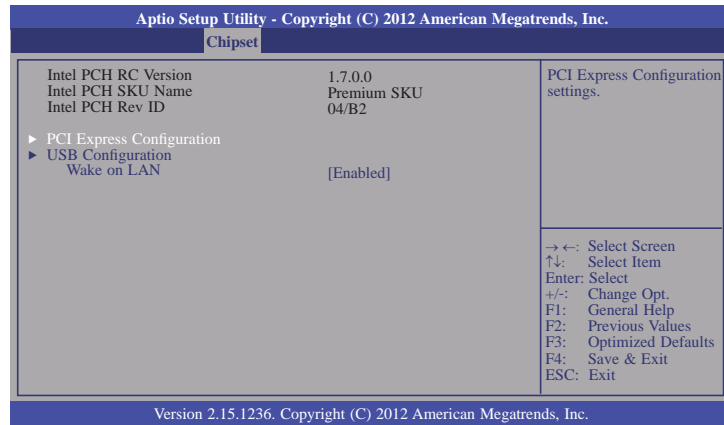 Aptio Setup Utility - Copyright (C) 2012 American Megatrends, Inc.
Chipset
Intel PCH RC Version 1.7.0.0
Intel PCH SKU Name Premium SKU
Intel PCH Rev ID 04/B2
► PCI Express Configuration
► USB Configuration
Wake on LAN [Enabled]
PCI Express Configuration
settings.
→←: Select Screen
↑↓: Select Item
Enter: Select
+/-: Change Opt.
F1: General Help
F2: Previous Values
F3: Optimized Defaults
F4: Save & Exit
ESC: Exit
Version 2.15.1236. Copyright (C) 2012 American Megatrends, Inc.